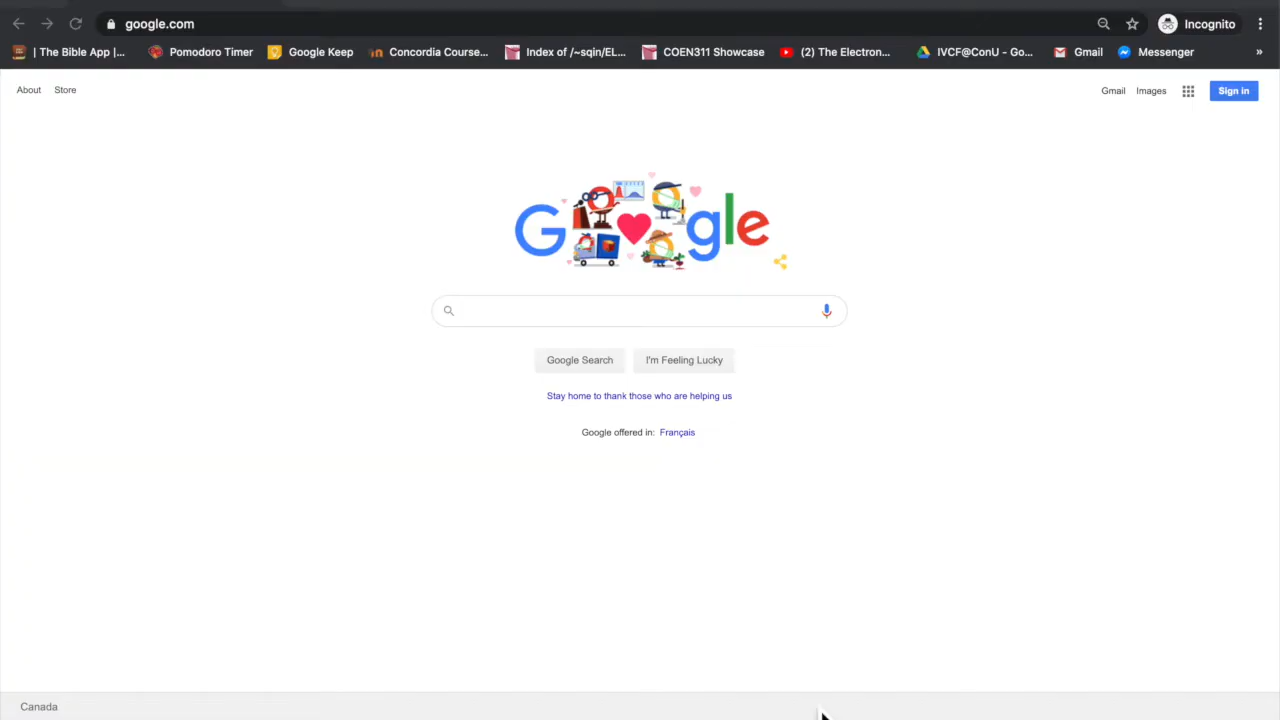 google.com
Incognito
| The Bible App |...
Pomodoro Timer
Google Keep
Concordia Course...
Index of /~sqin/EL...
COEN311 Showcase
(2) The Electron...
IVCF@ConU - Go...
Gmail
Messenger
»
About
Store
Gmail
Images
Sign in
Google
Google Search
I'm Feeling Lucky
Stay home to thank those who are helping us
Google offered in: Français
Canada